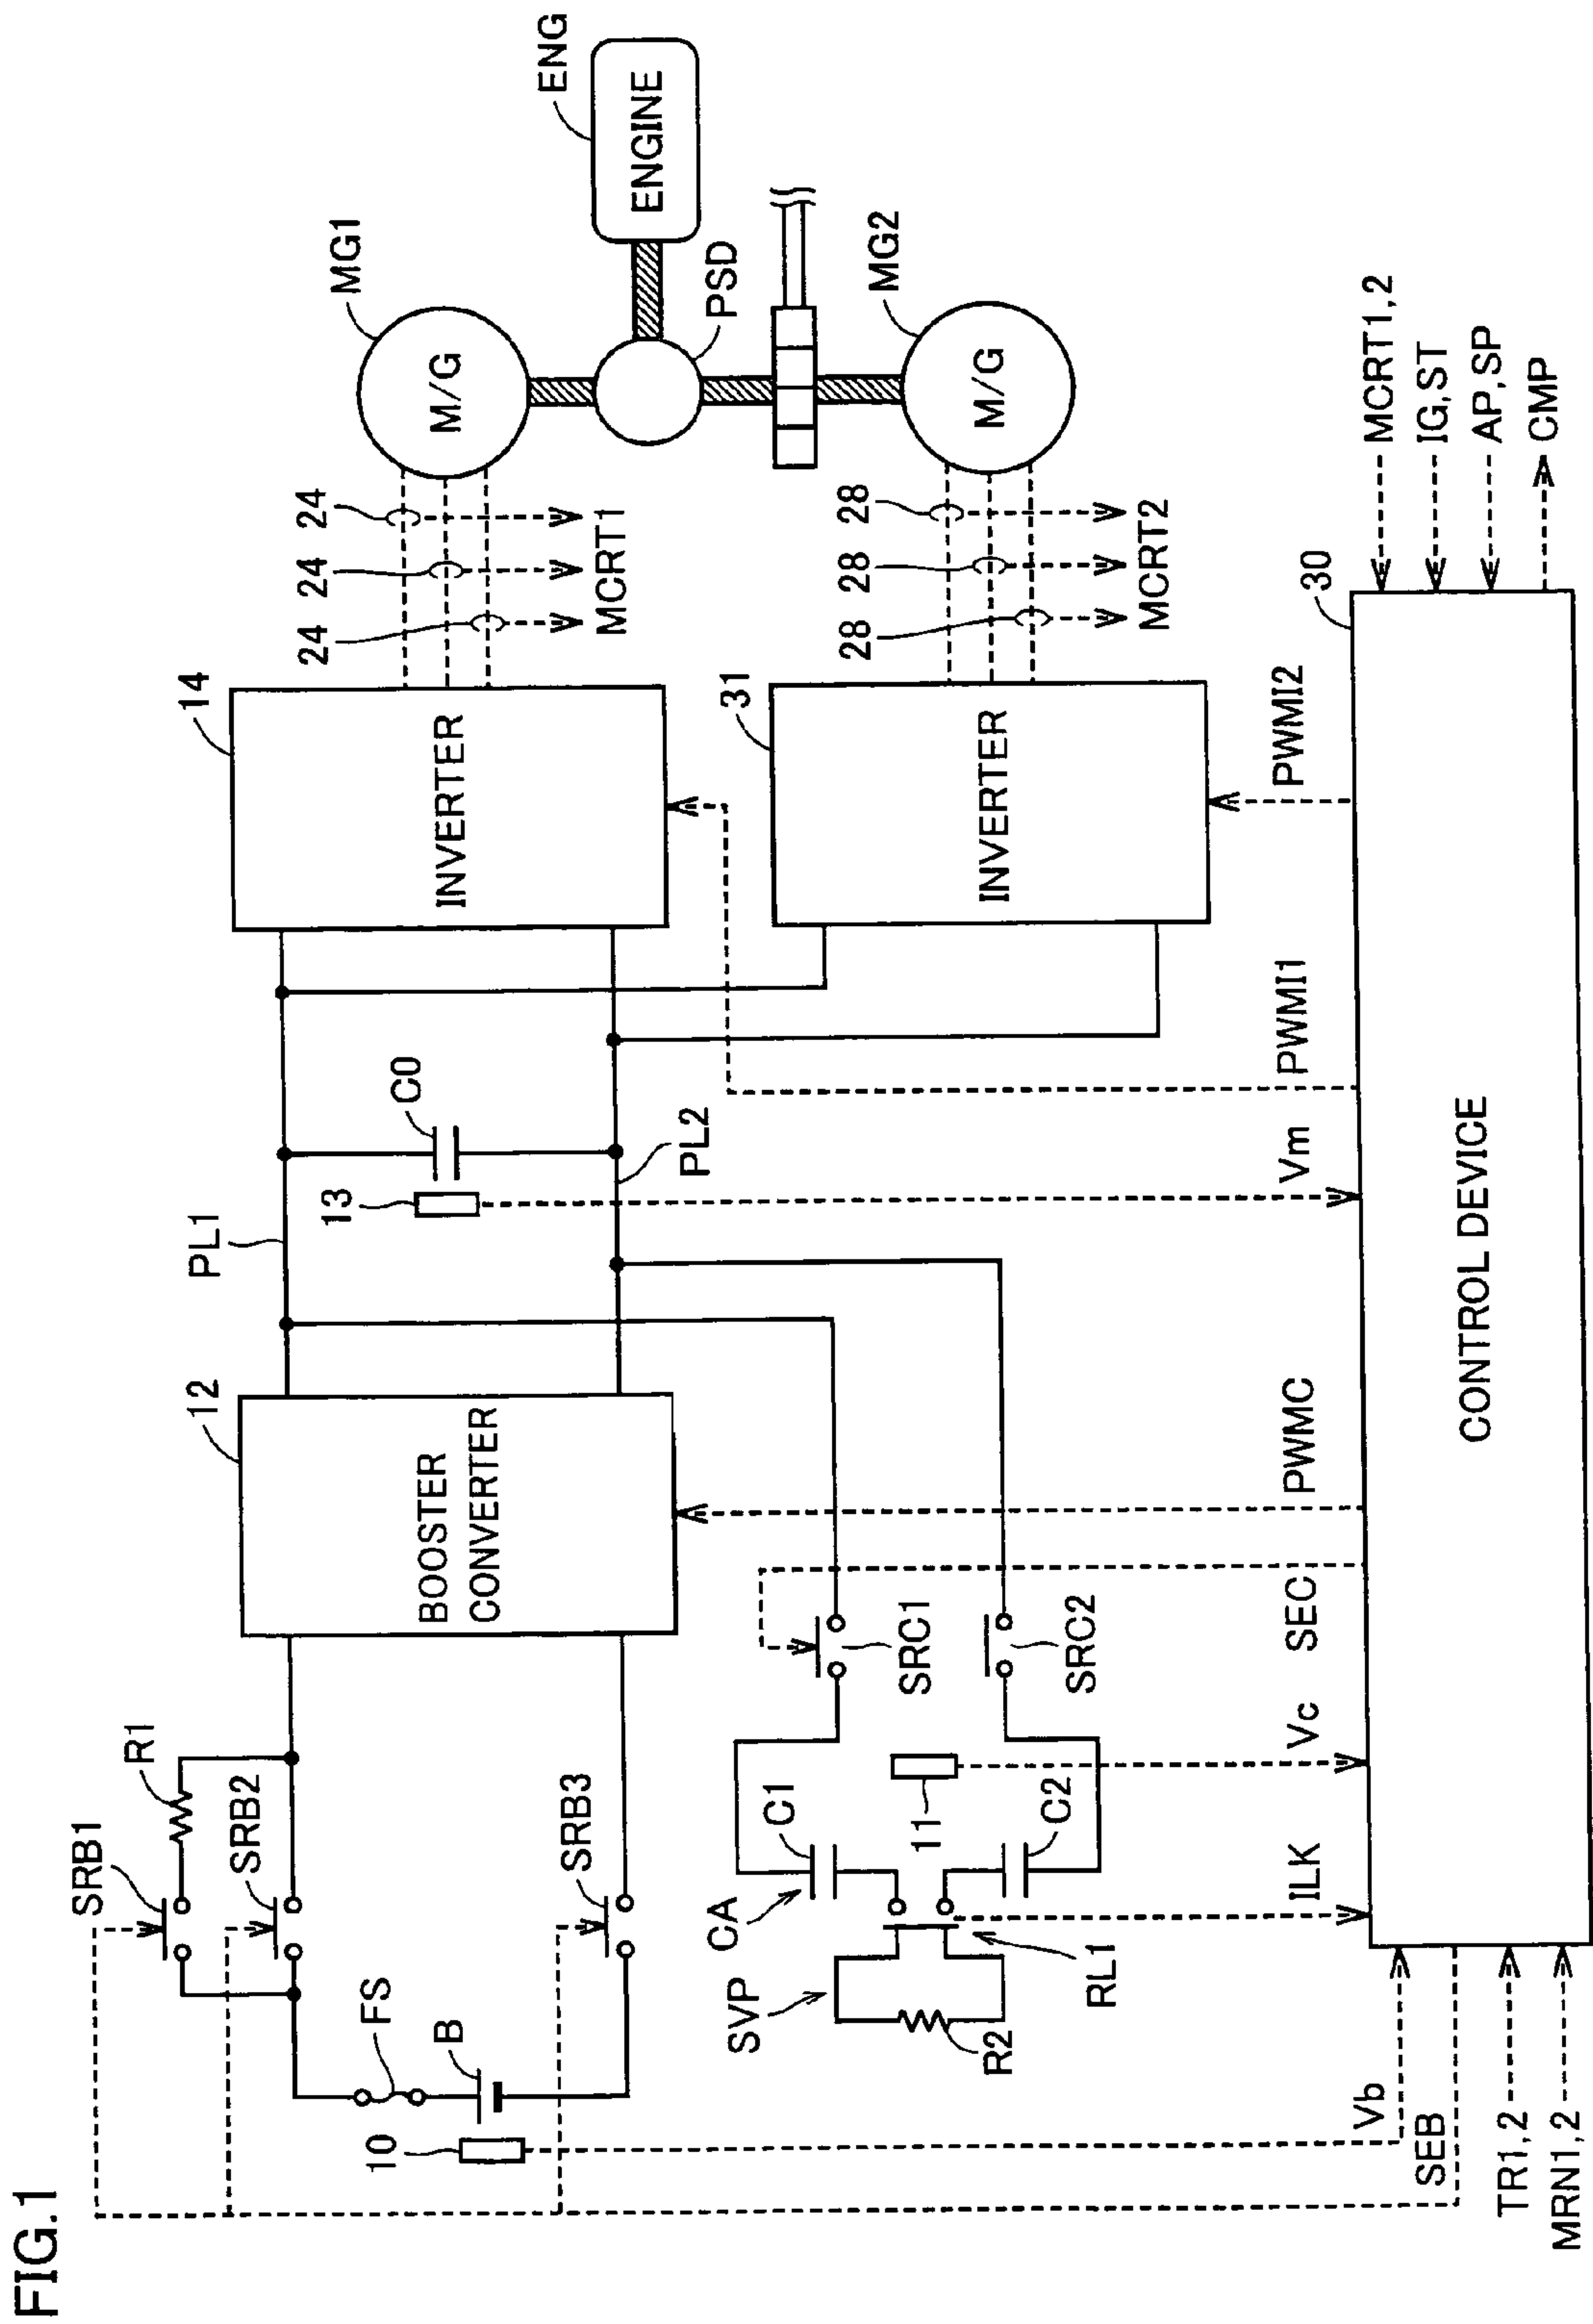 FIG.1
SRB1
R1
SRB2
FS
B
10
SRB3
12
BOOSTER
CONVERTER
PL1
13
C0
PL2
14
INVERTER
24
24
24
MCRT1
MG1
M/G
ENG
ENGINE
PSD
MG2
M/G
28
28
28
MCRT2
31
INVERTER
SVP
R2
CA
C1
11
C2
RL1
SRC1
SRC2
Vb
SEB
TR1,2
MRN1,2
ILK
Vc
SEC
PWMC
Vm
PWMI1
PWMI2
30
CONTROL DEVICE
MCRT1,2
IG,ST
AP,SP
CMP